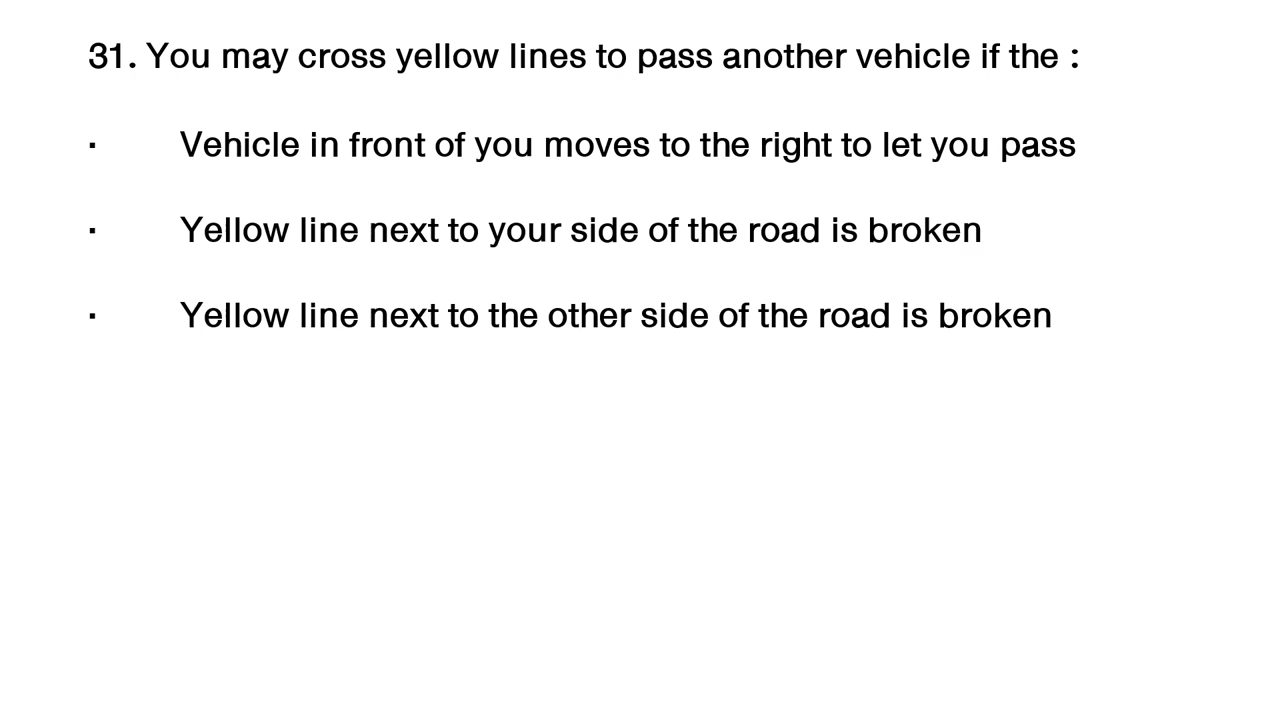 31. You may cross yellow lines to pass another vehicle if the :
· Vehicle in front of you moves to the right to let you pass
· Yellow line next to your side of the road is broken
· Yellow line next to the other side of the road is broken